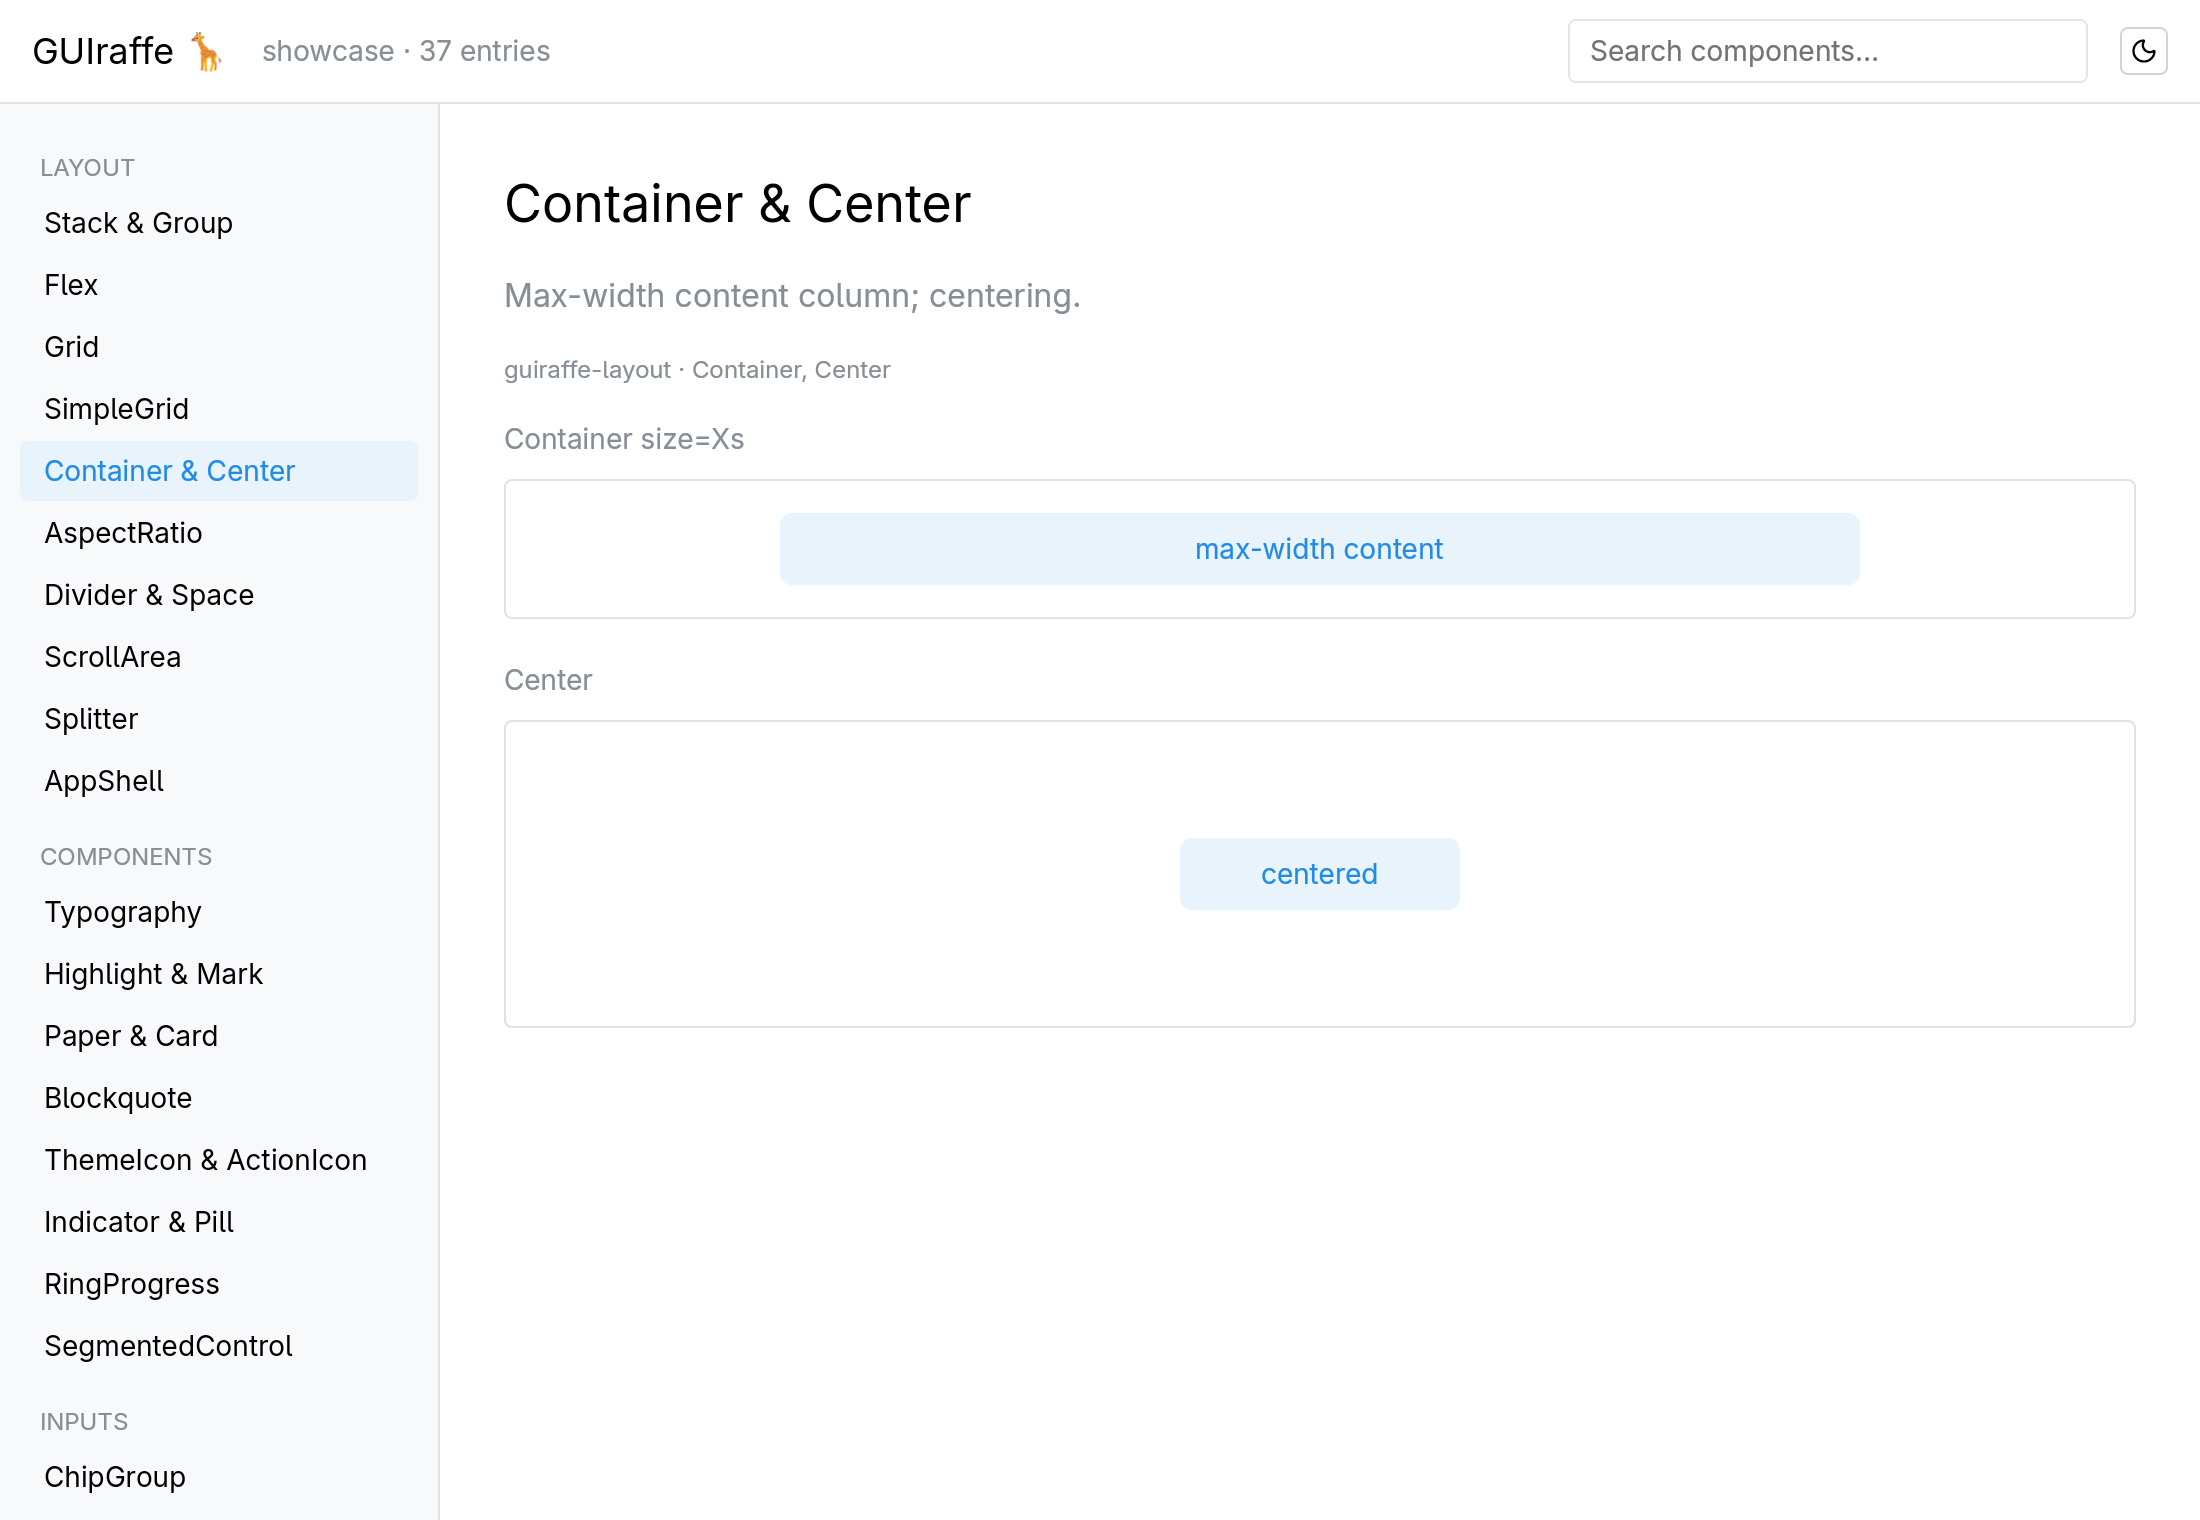 GUIraffe 🦒 showcase · 37 entries
Search components...
LAYOUT
Stack & Group
Flex
Grid
SimpleGrid
Container & Center
AspectRatio
Divider & Space
ScrollArea
Splitter
AppShell
COMPONENTS
Typography
Highlight & Mark
Paper & Card
Blockquote
ThemeIcon & ActionIcon
Indicator & Pill
RingProgress
SegmentedControl
INPUTS
ChipGroup
Container & Center
Max-width content column; centering.
guiraffe-layout · Container, Center
Container size=Xs
max-width content
Center
centered